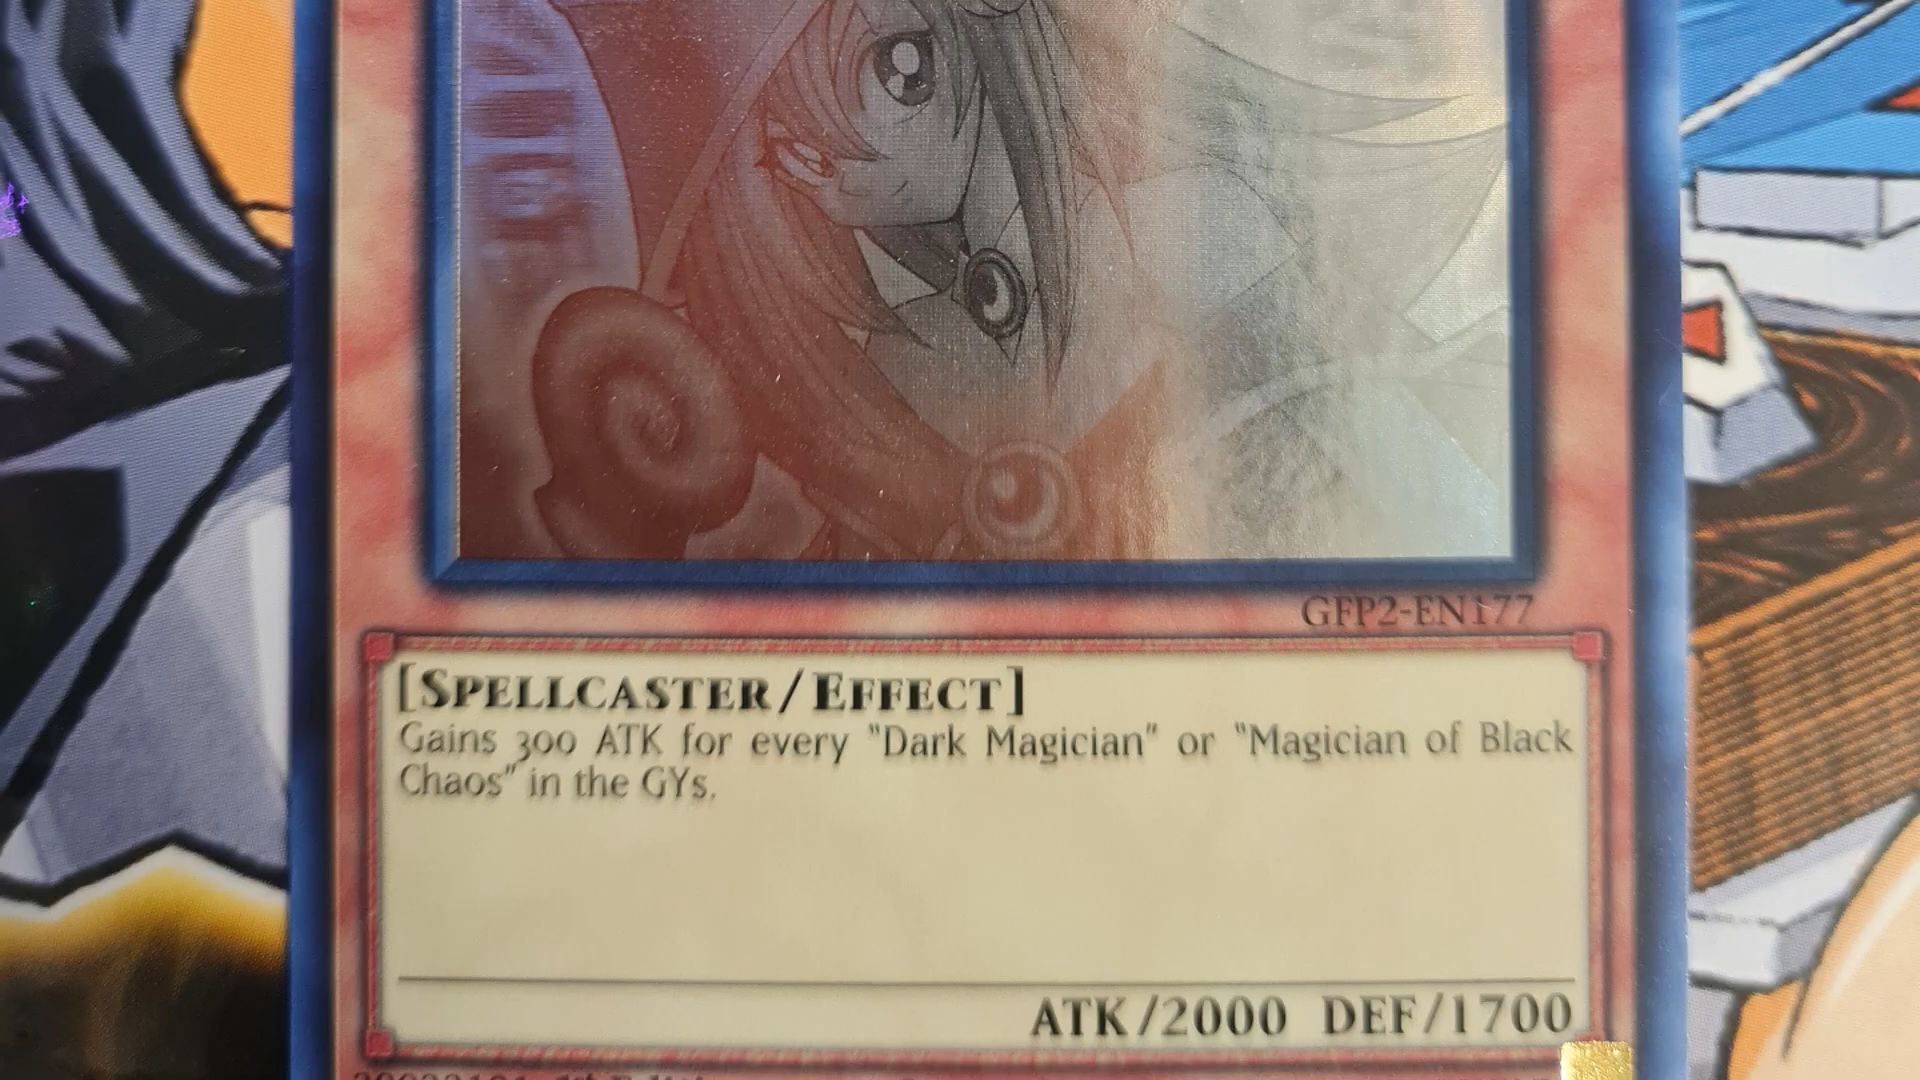 GFP2-EN177
[SPELLCASTER/EFFECT]
Gains 300 ATK for every "Dark Magician" or "Magician of Black
Chaos" in the GYs.
ATK/2000 DEF/1700